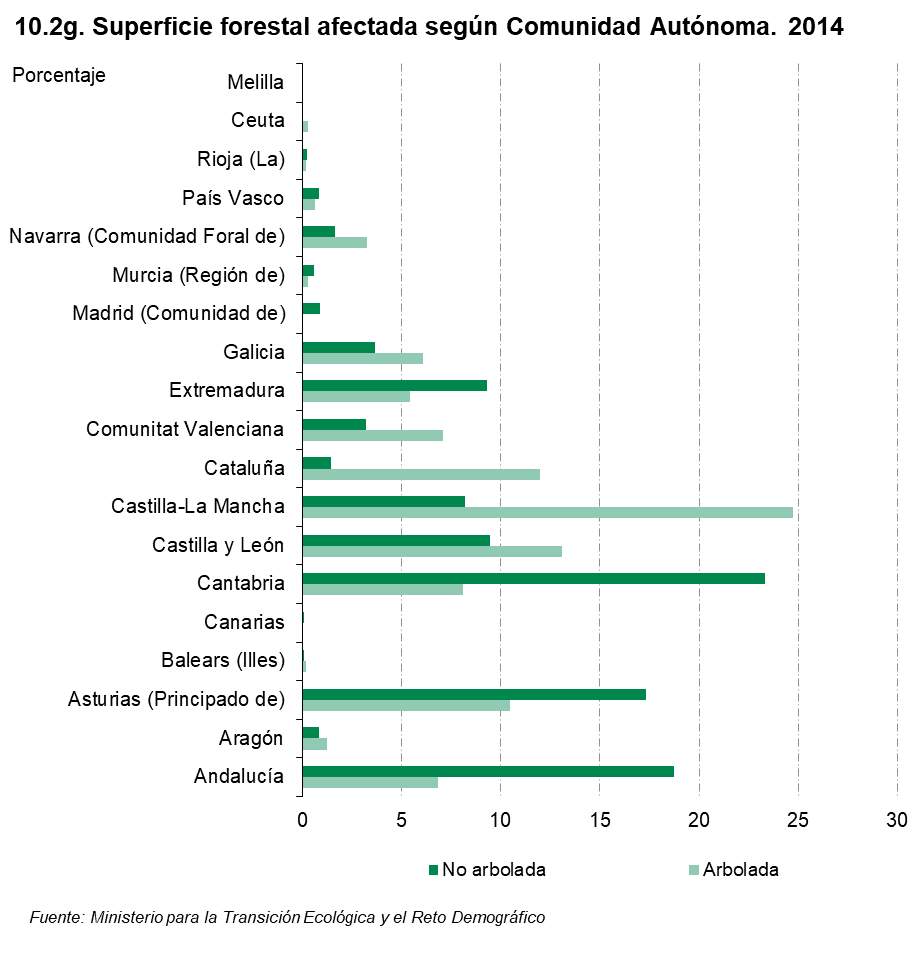 10.2g. Superficie forestal afectada según Comunidad Autónoma. 2014
Porcentaje
Melilla
Ceuta
Rioja (La)
País Vasco
Navarra (Comunidad Foral de)
Murcia (Región de)
Madrid (Comunidad de)
Galicia
Extremadura
Comunitat Valenciana
Cataluña
Castilla-La Mancha
Castilla y León
Cantabria
Canarias
Balears (Illes)
Asturias (Principado de)
Aragón
Andalucía
0 5 10 15 20 25 30
No arbolada Arbolada
Fuente: Ministerio para la Transición Ecológica y el Reto Demográfico